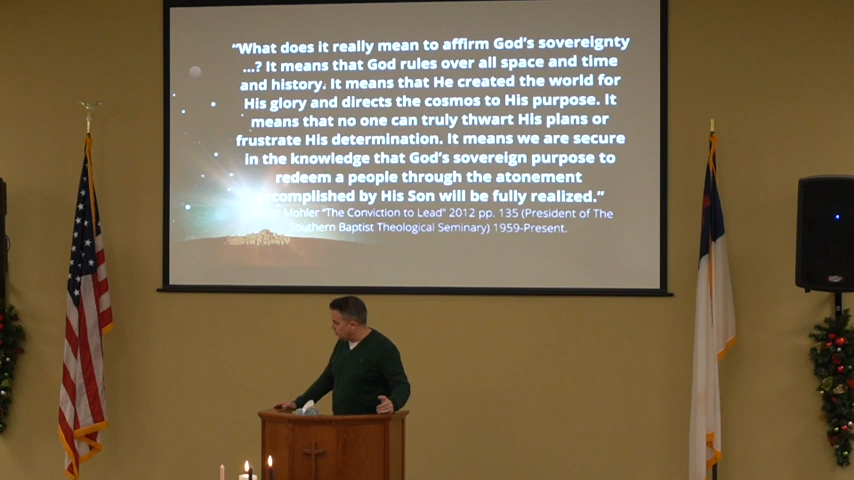 “What does it really mean to affirm God’s sovereignty
...? It means that God rules over all space and time
and history. It means that He created the world for
His glory and directs the cosmos to His purpose. It
means that no one can truly thwart His plans or
frustrate His determination. It means we are secure
in the knowledge that God’s sovereign purpose to
redeem a people through the atonement
accomplished by His Son will be fully realized.”
Mohler “The Conviction to Lead” 2012 pp. 135 (President of The
Southern Baptist Theological Seminary) 1959-Present.